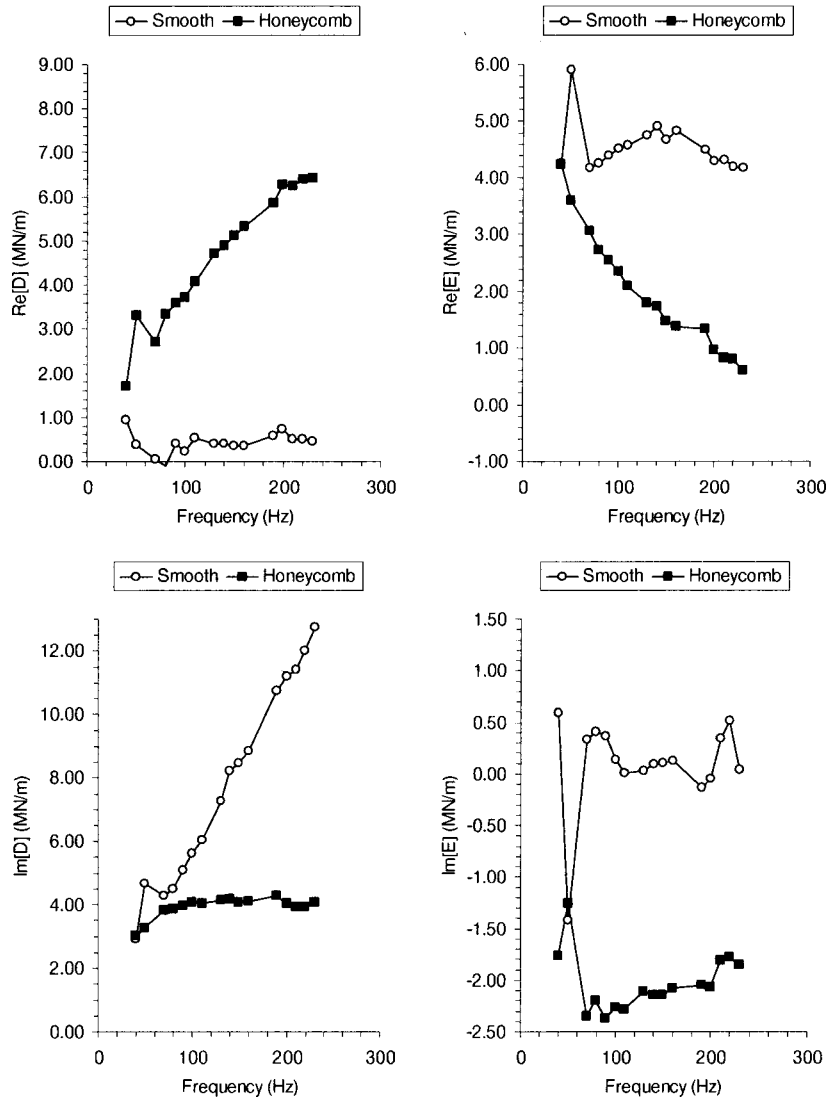 Smooth Honeycomb
9.00
8.00
7.00
6.00
5.00
4.00
3.00
2.00
1.00
0.00
Re[D] (MN/m)
0 100 200 300
Frequency (Hz)
Smooth Honeycomb
6.00
5.00
4.00
3.00
2.00
1.00
0.00
-1.00
Re[E] (MN/m)
0 100 200 300
Frequency (Hz)
Smooth Honeycomb
12.00
10.00
8.00
6.00
4.00
2.00
0.00
Im[D] (MN/m)
0 100 200 300
Frequency (Hz)
Smooth Honeycomb
1.50
1.00
0.50
0.00
-0.50
-1.00
-1.50
-2.00
-2.50
Im[E] (MN/m)
0 100 200 300
Frequency (Hz)